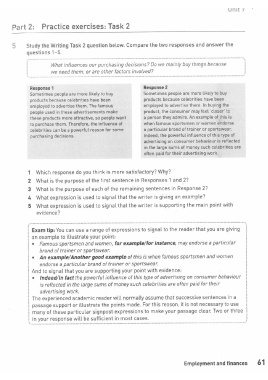 Part 2: Practice exercises: Task 2
5 Study the Writing Task 2 question below. Compare the two responses and answer the
questions 1–5.
What influences our purchasing decisions? Do we mainly buy things because
we need them, or are other factors involved?
Response 1
Sometimes people are more likely to buy
products because celebrities have been
employed to advertise them. The famous
people used in these advertisements make
these products more attractive, so people want
to purchase them. Therefore, the influence of
celebrities can be a powerful reason for some
purchasing decisions.
Response 2
Sometimes people are more likely to buy
products because celebrities have been
employed to advertise them. In buying the
product, the consumer may feel 'closer' to
a person they admire. An example of this is
when famous sportsmen or women endorse
a particular brand of trainer or sportswear.
Indeed, the powerful influence of this type of
advertising on consumer behaviour is reflected
in the large sums of money such celebrities are
often paid for their advertising work.
1 Which response do you think is more satisfactory? Why?
2 What is the purpose of the first sentence in Responses 1 and 2?
3 What is the purpose of each of the remaining sentences in Response 2?
4 What expression is used to signal that the writer is giving an example?
5 What expression is used to signal that the writer is supporting the main point with
evidence?
Exam tip: You can use a range of expressions to signal to the reader that you are giving
an example to illustrate your point:
• Famous sportsmen and women, for example/for instance, may endorse a particular
brand of trainer or sportswear.
• An example/Another good example of this is when famous sportsmen and women
endorse a particular brand of trainer or sportswear.
And to signal that you are supporting your point with evidence:
• Indeed/In fact the powerful influence of this type of advertising on consumer behaviour
is reflected in the large sums of money such celebrities are often paid for their
advertising work.
The experienced academic reader will normally assume that successive sentences in a
passage support or illustrate the points made. For this reason, it is not necessary to use
many of these particular signpost expressions to make your passage clear. Two or three
in your response will be sufficient in most cases.
Employment and finances 61